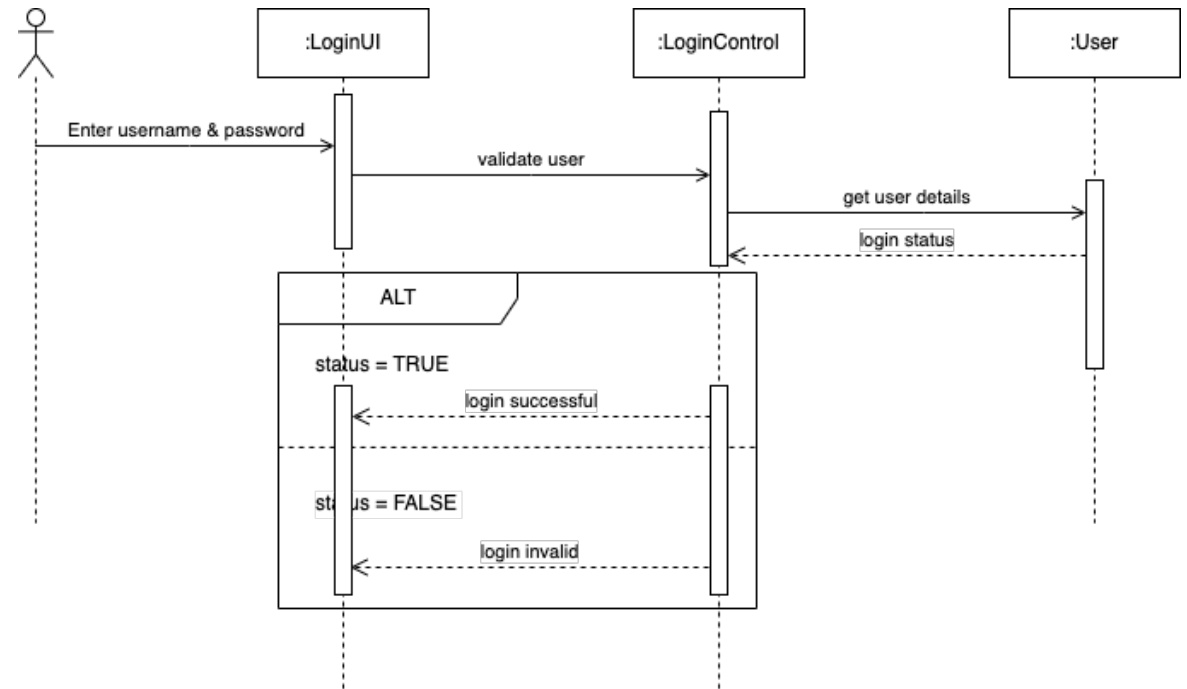 :LoginUI
:LoginControl
:User
Enter username & password
validate user
get user details
login status
ALT
status = TRUE
login successful
status = FALSE
login invalid